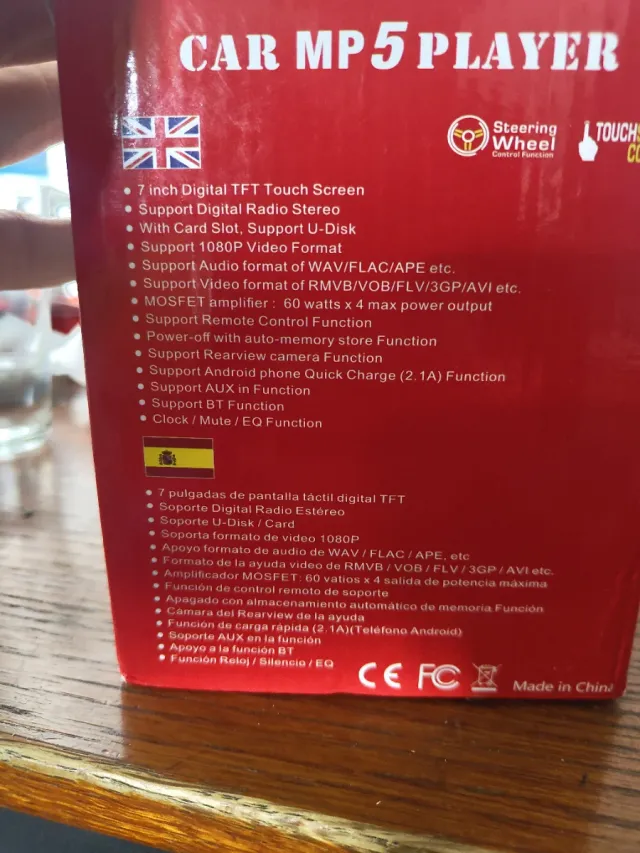 CAR MP5 PLAYER
Steering
Wheel
Control Function
TOUCH
• 7 inch Digital TFT Touch Screen
• Support Digital Radio Stereo
• With Card Slot, Support U-Disk
• Support 1080P Video Format
• Support Audio format of WAV/FLAC/APE etc.
• Support Video format of RMVB/VOB/FLV/3GP/AVI etc.
• MOSFET amplifier : 60 watts x 4 max power output
• Support Remote Control Function
• Power-off with auto-memory store Function
• Support Rearview camera Function
• Support Android phone Quick Charge (2.1A) Function
• Support AUX in Function
• Support BT Function
• Clock / Mute / EQ Function
• 7 pulgadas de pantalla táctil digital TFT
• Soporte Digital Radio Estéreo
• Soporte U-Disk / Card
• Soporta formato de video 1080P
• Apoyo formato de audio de WAV / FLAC / APE, etc
• Formato de la ayuda video de RMVB / VOB / FLV / 3GP / AVI etc.
• Amplificador MOSFET: 60 vatios x 4 salida de potencia máxima
• Función de control remoto de soporte
• Apagado con almacenamiento automático de memoria Función
• Cámara del Rearview de la ayuda
• Función de carga rápida (2.1A)(Teléfono Android)
• Soporte AUX en la función
• Apoyo a la función BT
• Función Reloj / Silencio / EQ
CE FC Made in China